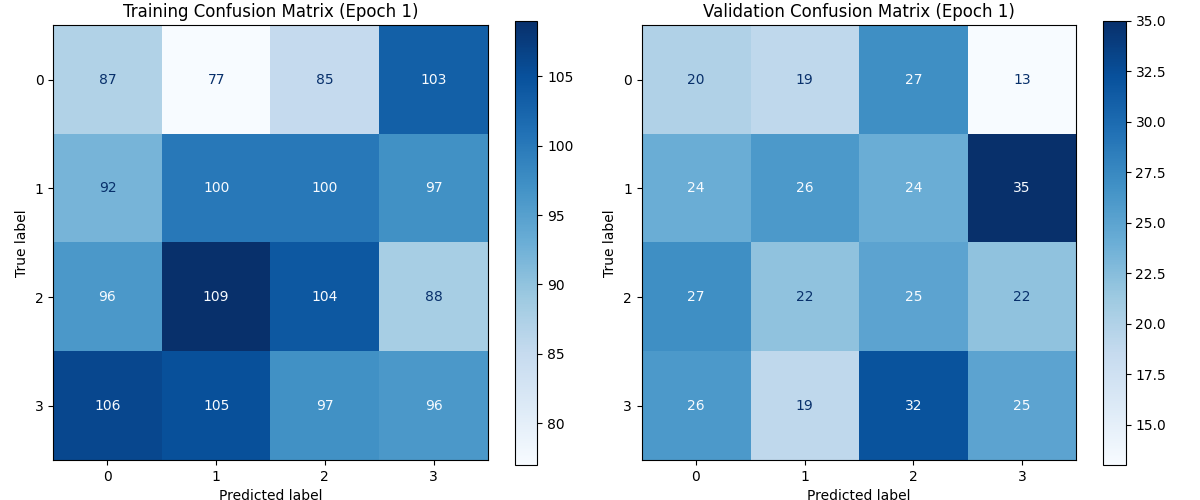 Training Confusion Matrix (Epoch 1)
True label
0 87 77 85 103
1 92 100 100 97
2 96 109 104 88
3 106 105 97 96
0 1 2 3
Predicted label
105
100
95
90
85
80
Validation Confusion Matrix (Epoch 1)
True label
20 19 27 13
24 26 24 35
27 22 25 22
26 19 32 25
0 1 2 3
Predicted label
0
1
2
3
35.0
32.5
30.0
27.5
25.0
22.5
20.0
17.5
15.0